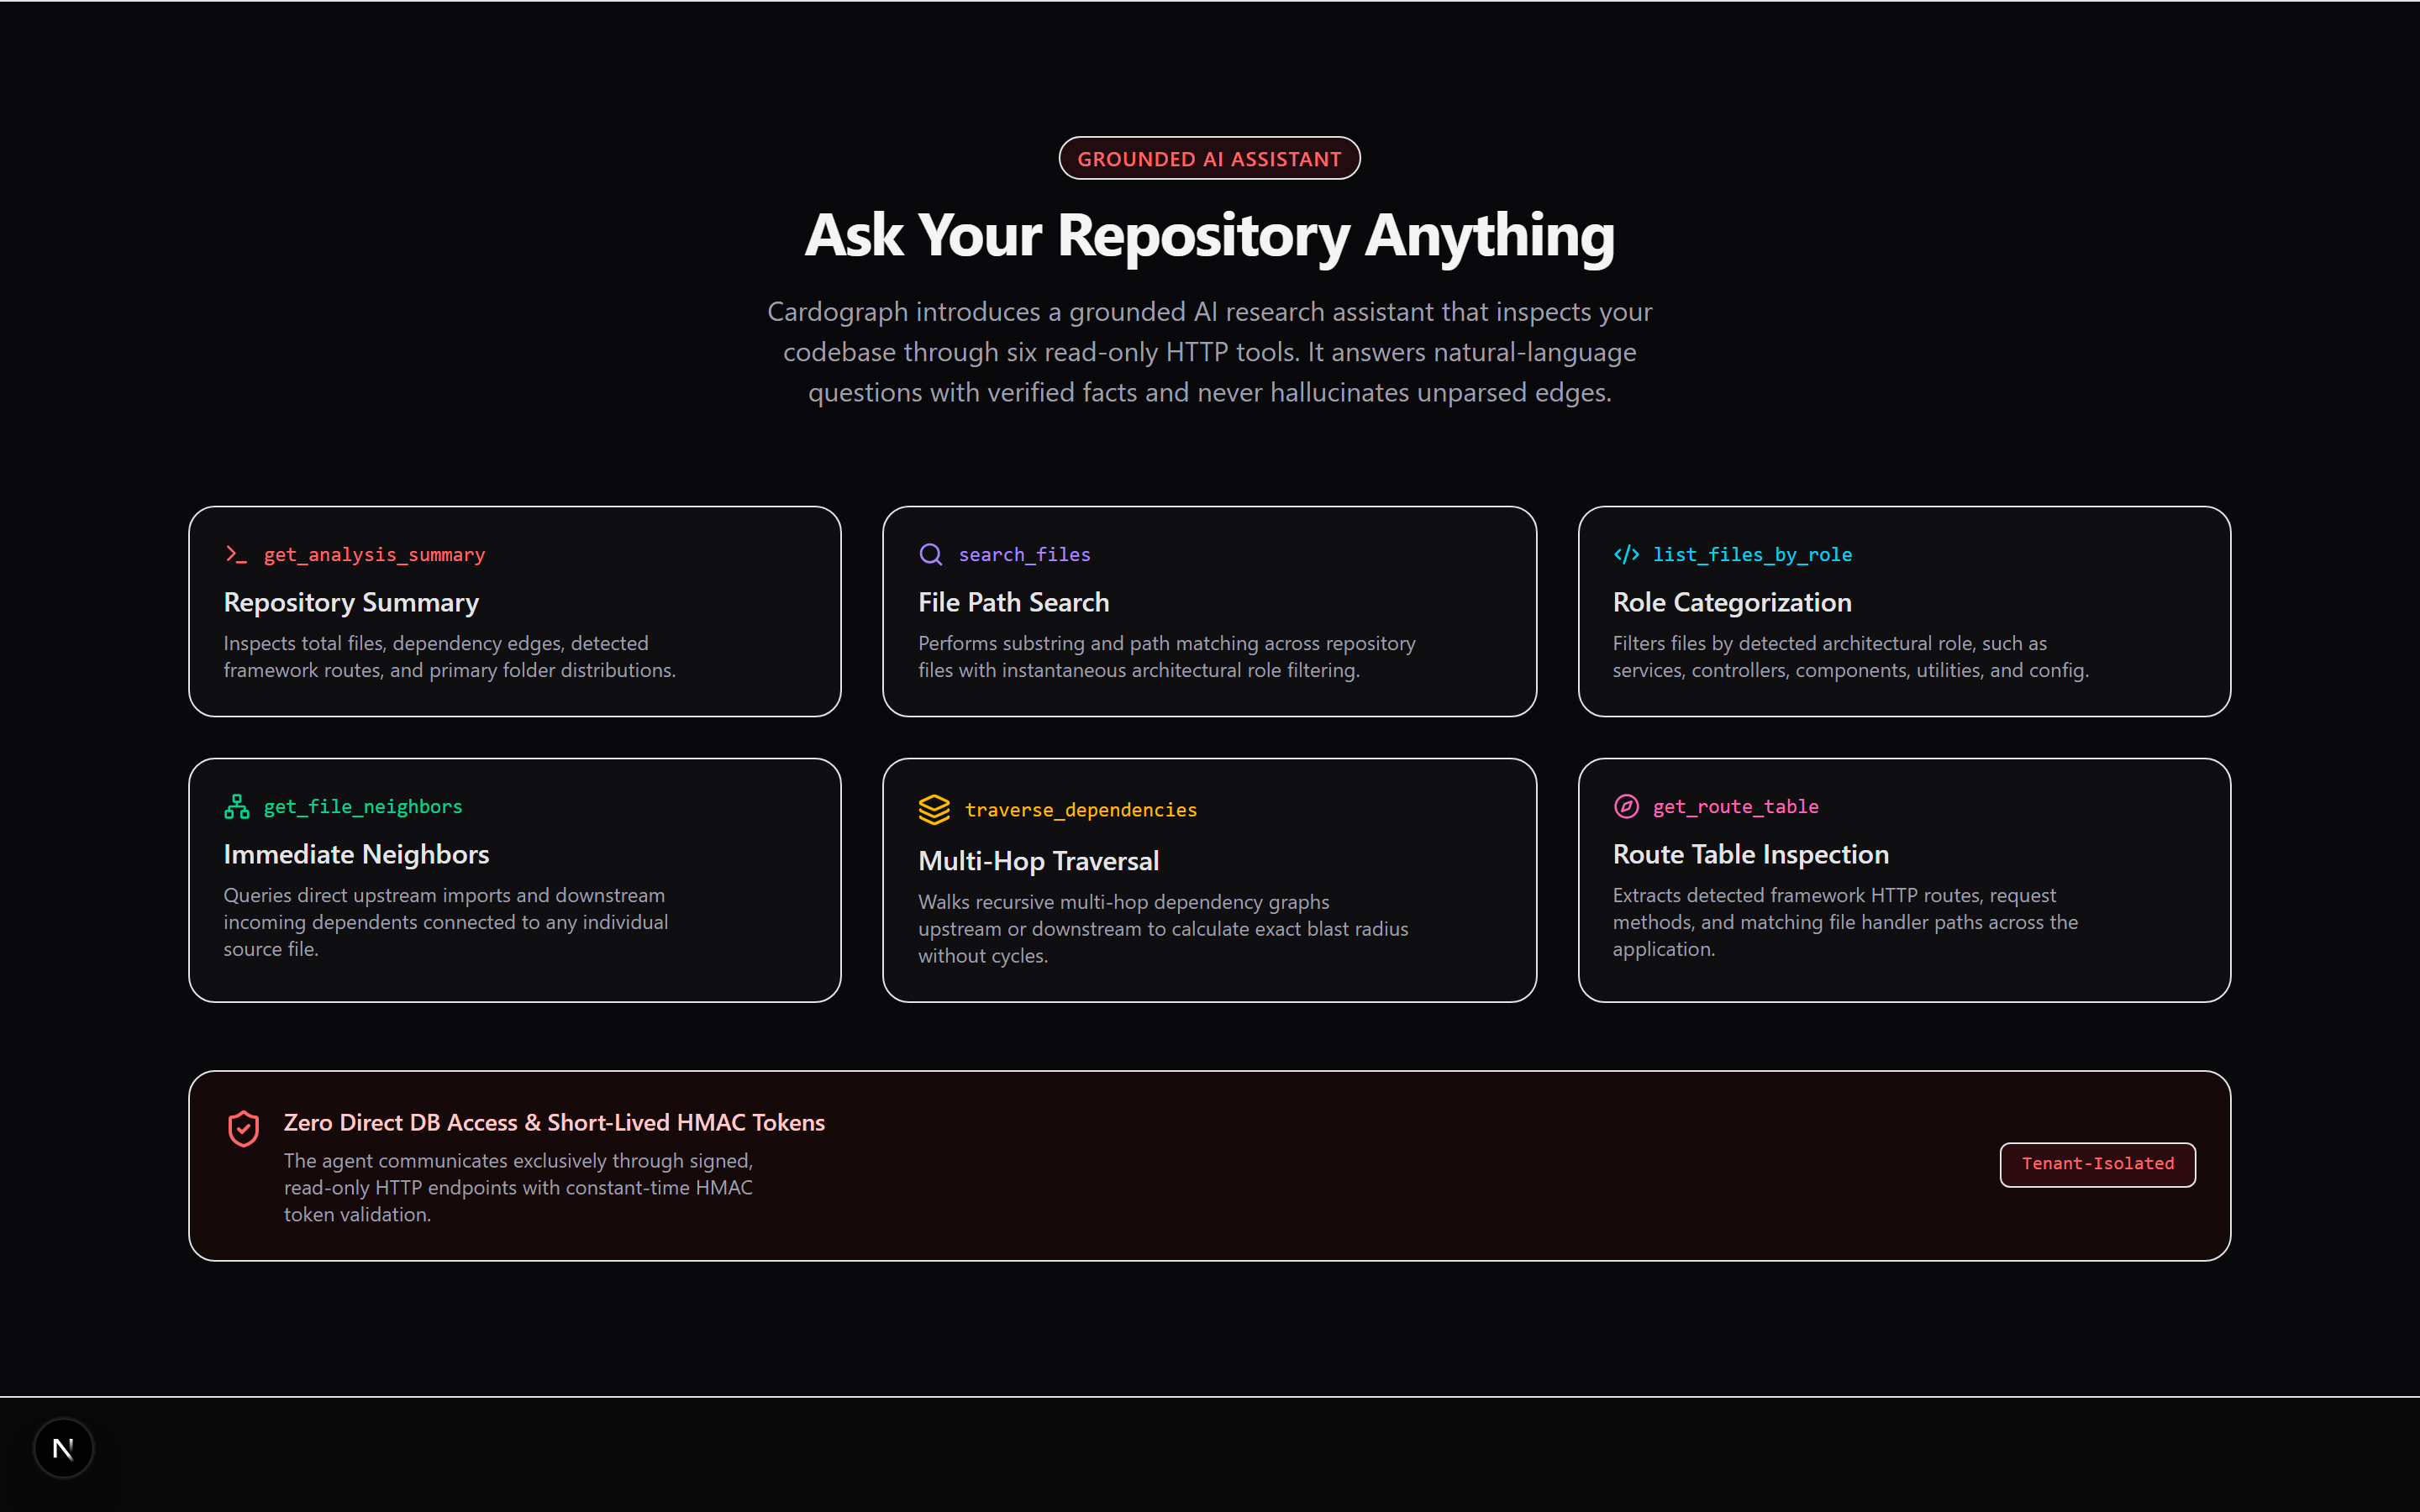 GROUNDED AI ASSISTANT
Ask Your Repository Anything
Cardograph introduces a grounded AI research assistant that inspects your
codebase through six read-only HTTP tools. It answers natural-language
questions with verified facts and never hallucinates unparsed edges.
get_analysis_summary
Repository Summary
Inspects total files, dependency edges, detected
framework routes, and primary folder distributions.
search_files
File Path Search
Performs substring and path matching across repository
files with instantaneous architectural role filtering.
list_files_by_role
Role Categorization
Filters files by detected architectural role, such as
services, controllers, components, utilities, and config.
get_file_neighbors
Immediate Neighbors
Queries direct upstream imports and downstream
incoming dependents connected to any individual
source file.
traverse_dependencies
Multi-Hop Traversal
Walks recursive multi-hop dependency graphs
upstream or downstream to calculate exact blast radius
without cycles.
get_route_table
Route Table Inspection
Extracts detected framework HTTP routes, request
methods, and matching file handler paths across the
application.
Zero Direct DB Access & Short-Lived HMAC Tokens
The agent communicates exclusively through signed,
read-only HTTP endpoints with constant-time HMAC
token validation.
Tenant-Isolated
N